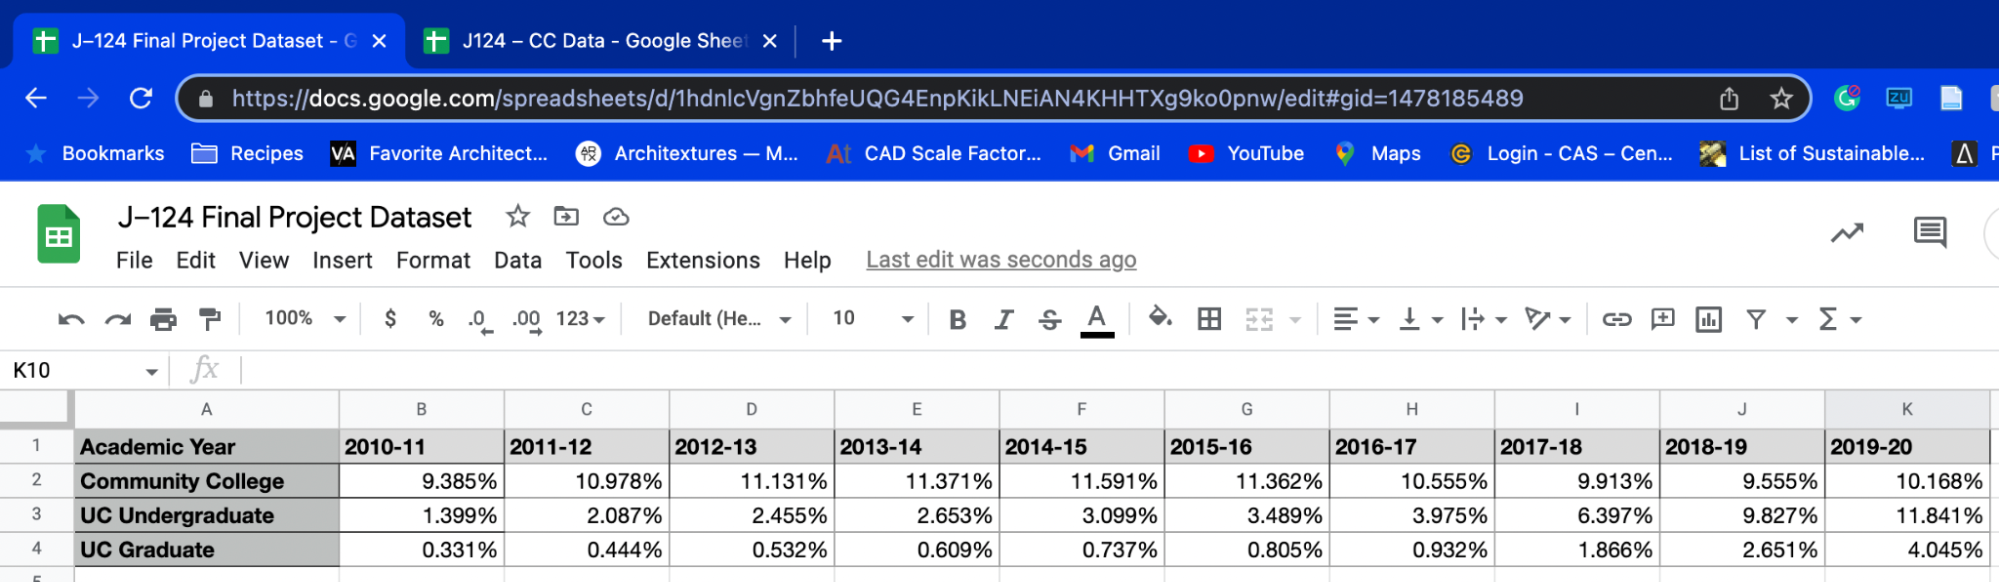 J–124 Final Project Dataset - G
J124 – CC Data - Google Sheet
https://docs.google.com/spreadsheets/d/1hdnlcVgnZbhfeUQG4EnpKikLNEiAN4KHHTXg9ko0pnw/edit#gid=1478185489
ZU
Bookmarks Recipes VA Favorite Architect... Architextures — M... At CAD Scale Factor... Gmail YouTube Maps Login - CAS – Cen... List of Sustainable...
J–124 Final Project Dataset
File Edit View Insert Format Data Tools Extensions Help Last edit was seconds ago
100% $ % .0 .00 123 Default (He... 10 B I S A
K10 fx
A B C D E F G H I J K
1 Academic Year 2010-11 2011-12 2012-13 2013-14 2014-15 2015-16 2016-17 2017-18 2018-19 2019-20
2 Community College 9.385% 10.978% 11.131% 11.371% 11.591% 11.362% 10.555% 9.913% 9.555% 10.168%
3 UC Undergraduate 1.399% 2.087% 2.455% 2.653% 3.099% 3.489% 3.975% 6.397% 9.827% 11.841%
4 UC Graduate 0.331% 0.444% 0.532% 0.609% 0.737% 0.805% 0.932% 1.866% 2.651% 4.045%